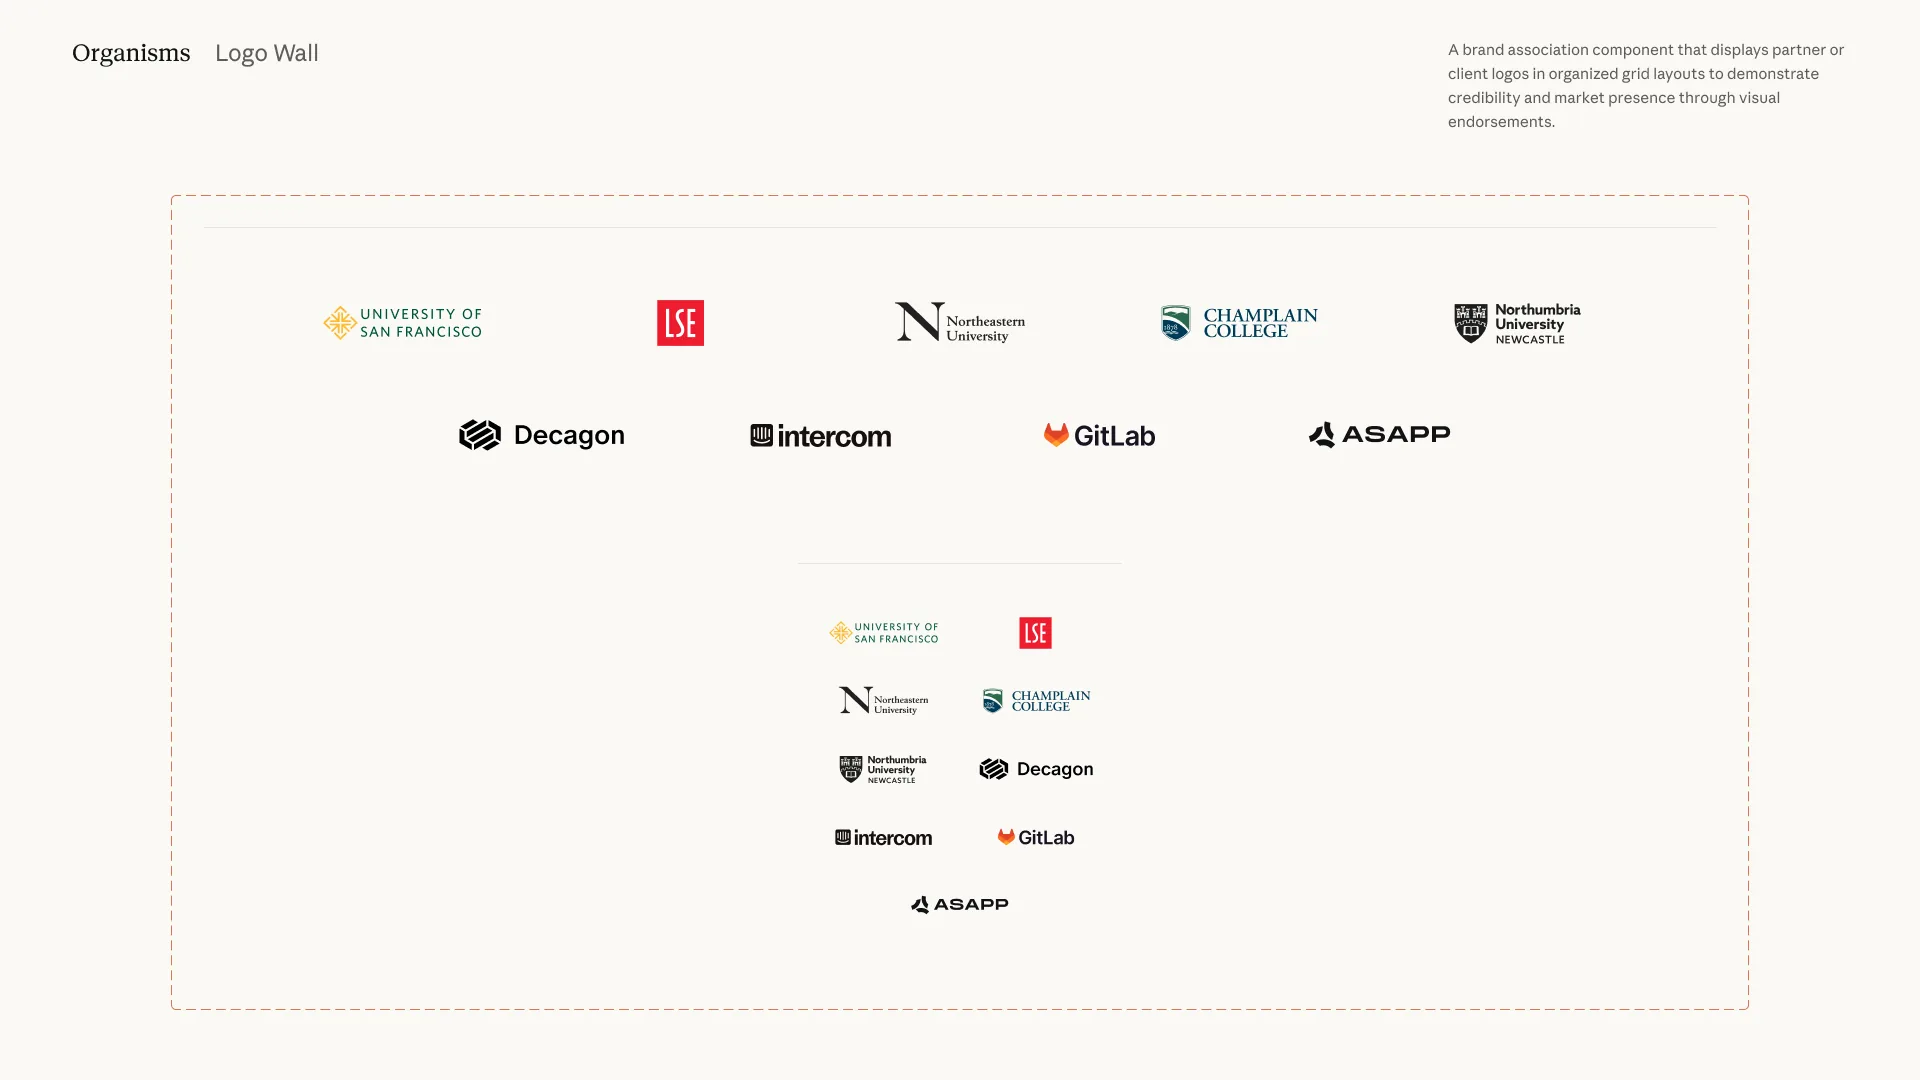 Organisms Logo Wall
A brand association component that displays partner or
client logos in organized grid layouts to demonstrate
credibility and market presence through visual
endorsements.
UNIVERSITY OF
SAN FRANCISCO
LSE
N Northeastern
University
1878
CHAMPLAIN
COLLEGE
Northumbria
University
NEWCASTLE
Decagon
intercom
GitLab
ASAPP
UNIVERSITY OF
SAN FRANCISCO
LSE
N Northeastern
University
1878
CHAMPLAIN
COLLEGE
Northumbria
University
NEWCASTLE
Decagon
intercom
GitLab
ASAPP